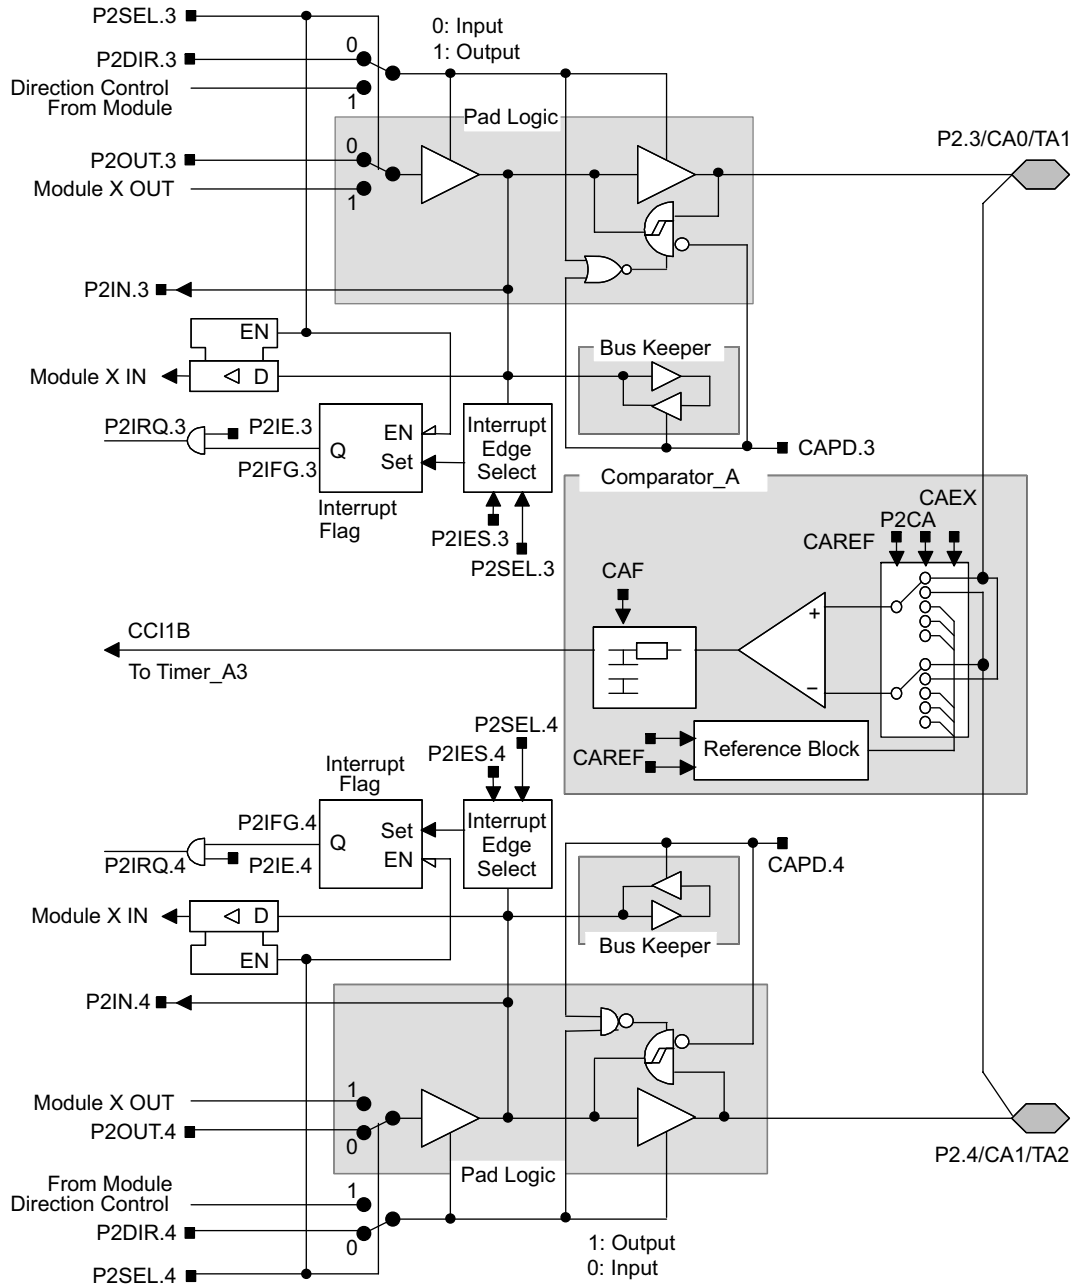 P2SEL.3
0: Input
1: Output
P2DIR.3
0
Direction Control
From Module
1
Pad Logic
P2OUT.3
0
Module X OUT
1
P2.3/CA0/TA1
P2IN.3
EN
Bus Keeper
Module X IN
D
P2IRQ.3
P2IE.3
P2IFG.3
Q
EN
Set
Interrupt
Edge
Select
CAPD.3
Interrupt
Flag
P2IES.3
P2SEL.3
Comparator_A
CAEX
P2CA
CAREF
CAF
+
−
CCI1B
To Timer_A3
Reference Block
CAREF
P2SEL.4
P2IES.4
Interrupt
Flag
P2IFG.4
P2IRQ.4
P2IE.4
Q
Set
EN
Interrupt
Edge
Select
CAPD.4
Module X IN
D
EN
Bus Keeper
P2IN.4
Module X OUT
1
P2OUT.4
0
Pad Logic
P2.4/CA1/TA2
From Module
Direction Control
1
P2DIR.4
0
1: Output
0: Input
P2SEL.4